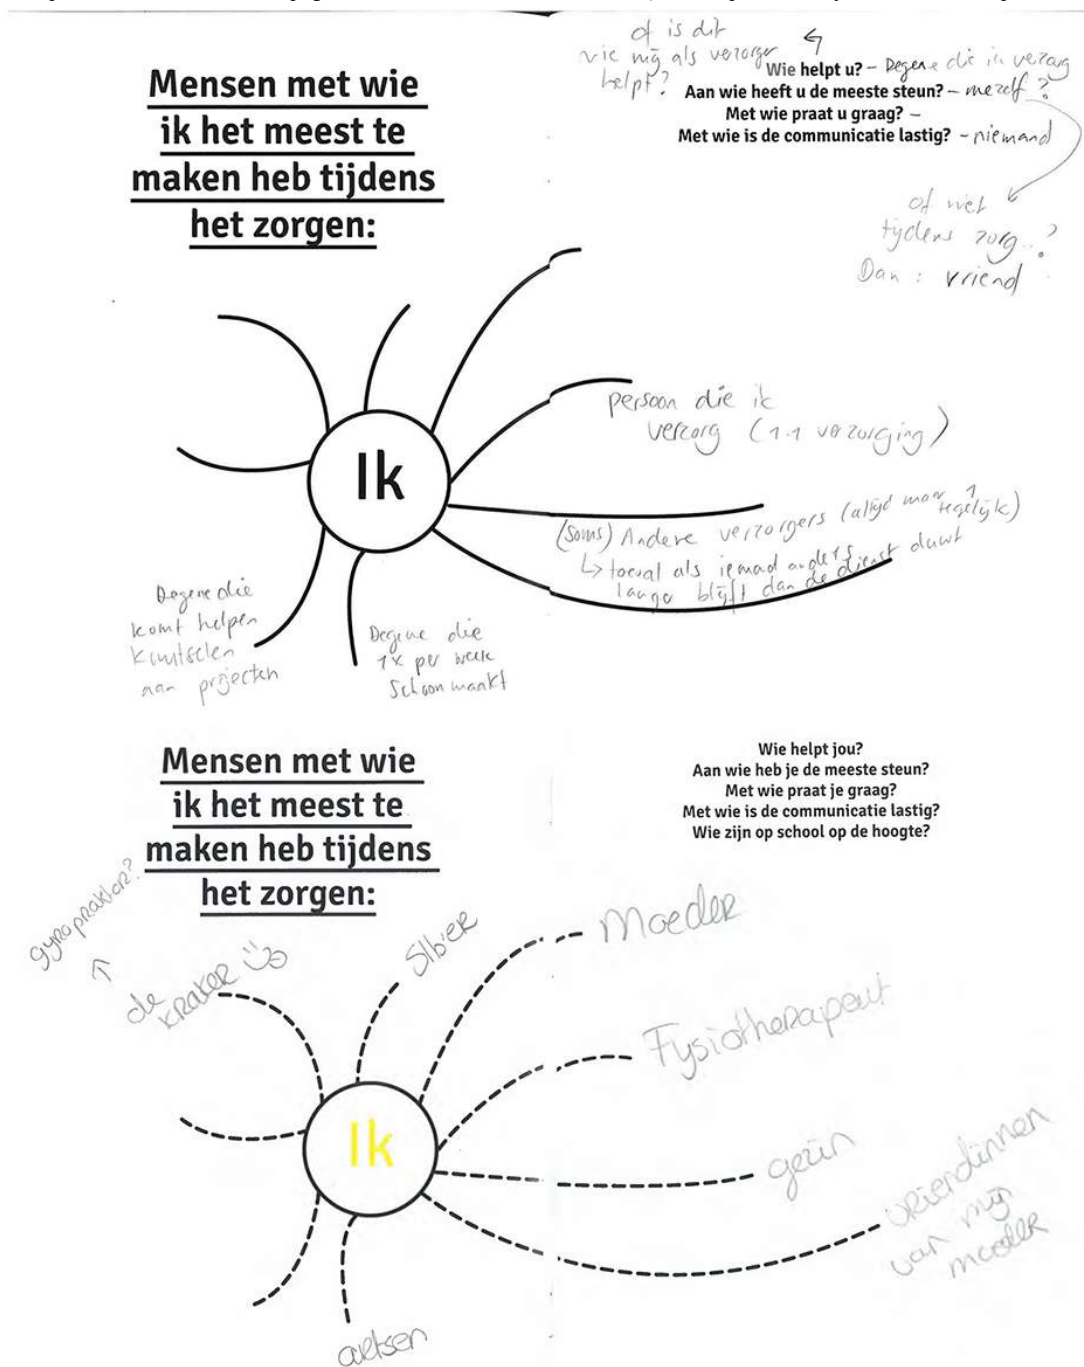 Mensen met wie
ik het meest te
maken heb tijdens
het zorgen:
of is dit
wie mij als verzorger
helpt?
Wie helpt u? – Degene die ik verzorg
Aan wie heeft u de meeste steun? – mezelf?
Met wie praat u graag? –
Met wie is de communicatie lastig? – niemand
of niet
tijdens zorg..?
Dan: vriend
persoon die ik
verzorg (1.1 verzorging)
(soms) Andere verzorgers (altijd maar 1
tegelijk)
↳ toeval als iemad anders
langer blijft dan de dienst duwt
Ik
Degene die
komt helpen
knutselen
aan projecten
Degene die
1x per week
Schoonmaakt
Mensen met wie
ik het meest te
maken heb tijdens
het zorgen:
Wie helpt jou?
Aan wie heb je de meeste steun?
Met wie praat je graag?
Met wie is de communicatie lastig?
Wie zijn op school op de hoogte?
gyropraktor?
de
kraker
Slb'er
Moeder
Fysiotherapeut
Ik
gezin
vriendinnen
van mijn
moeder
artsen